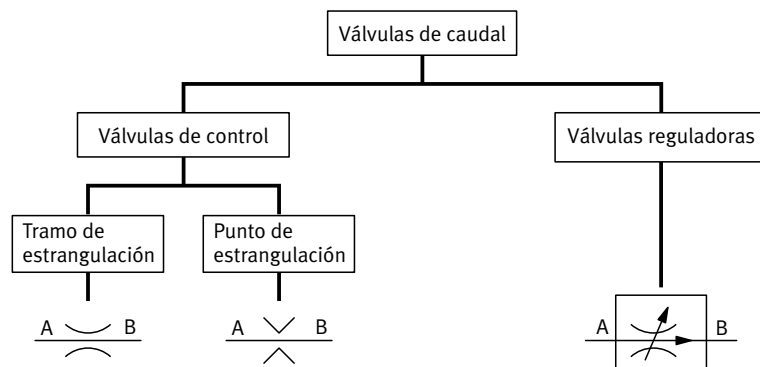 Válvulas de caudal
Válvulas de control
Válvulas reguladoras
Tramo de
estrangulación
Punto de
estrangulación
A B
A B
A B